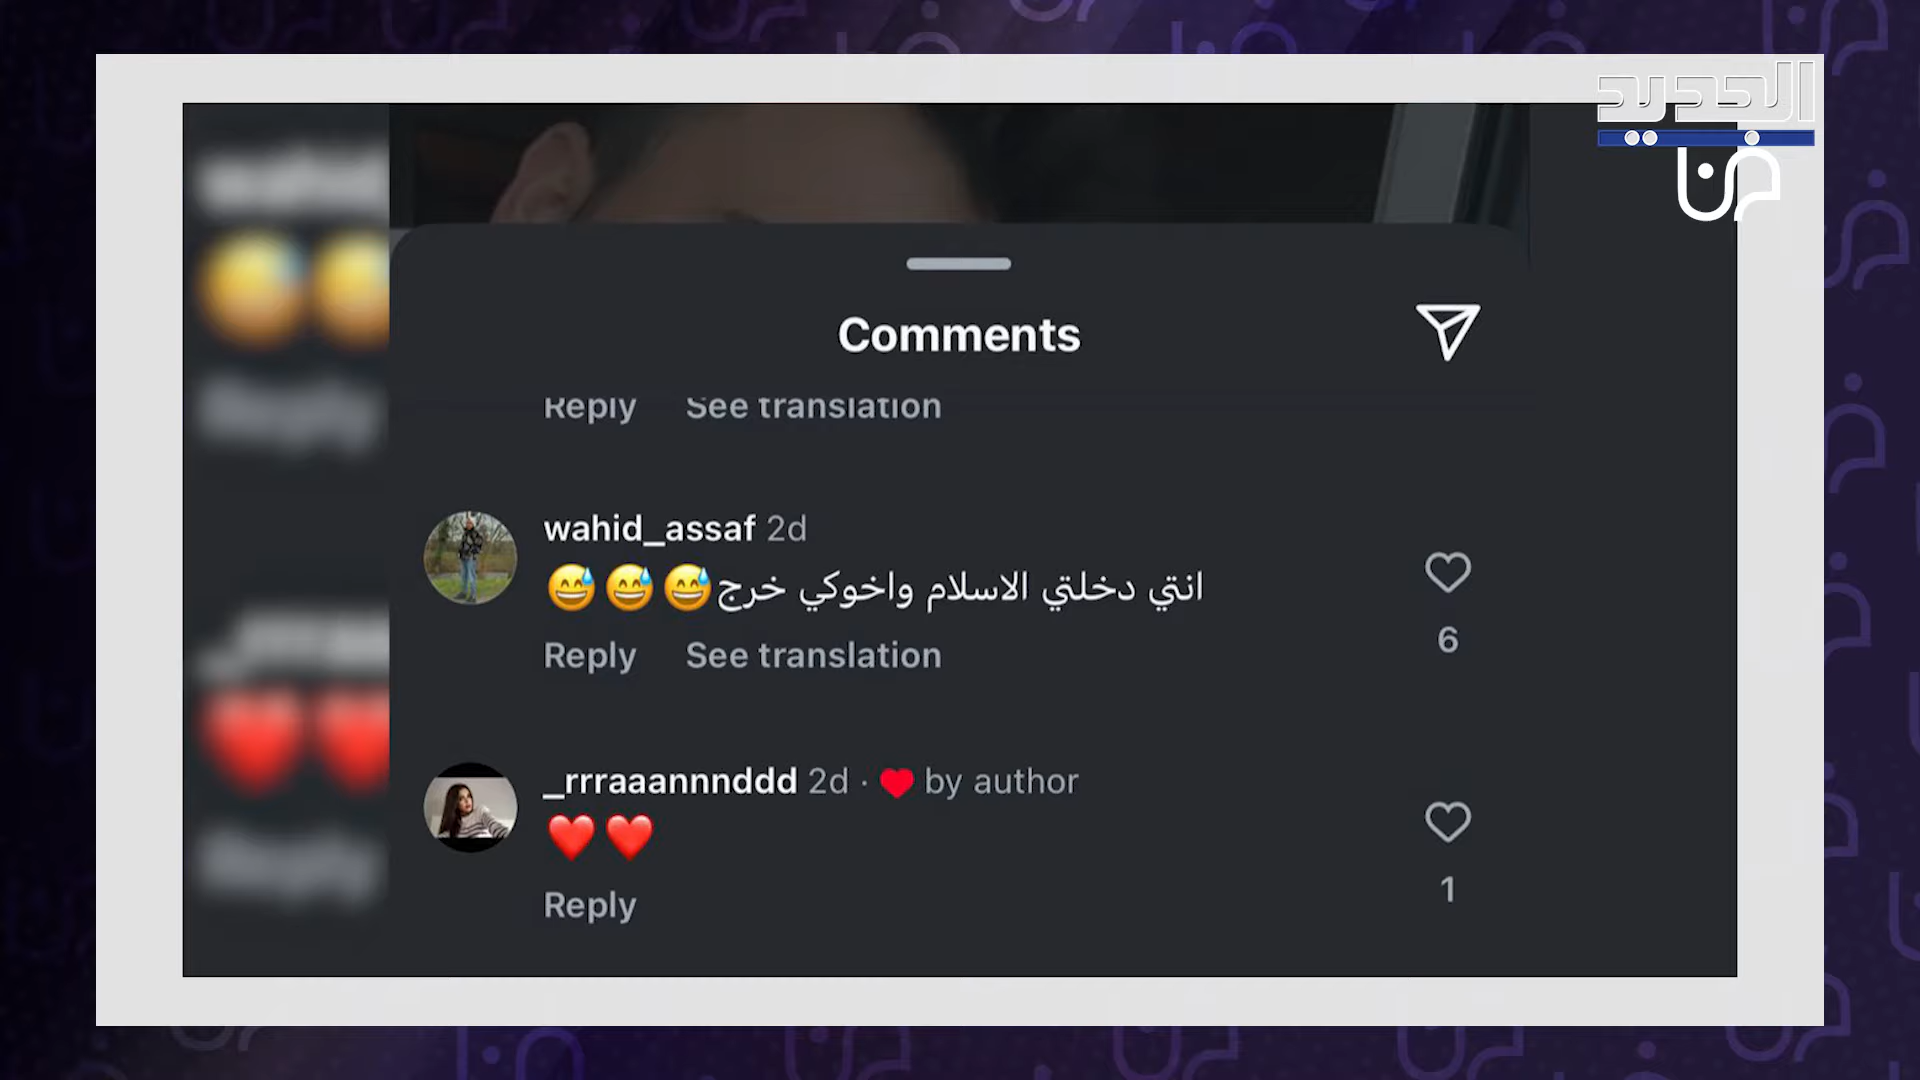 الجديد
فن
Comments
Reply See translation
wahid_assaf 2d
انتي دخلتي الاسلام واخوكي خرج😅😅😅
6
Reply See translation
_rrraaannnddd 2d · ❤️ by author
❤️❤️
1
Reply